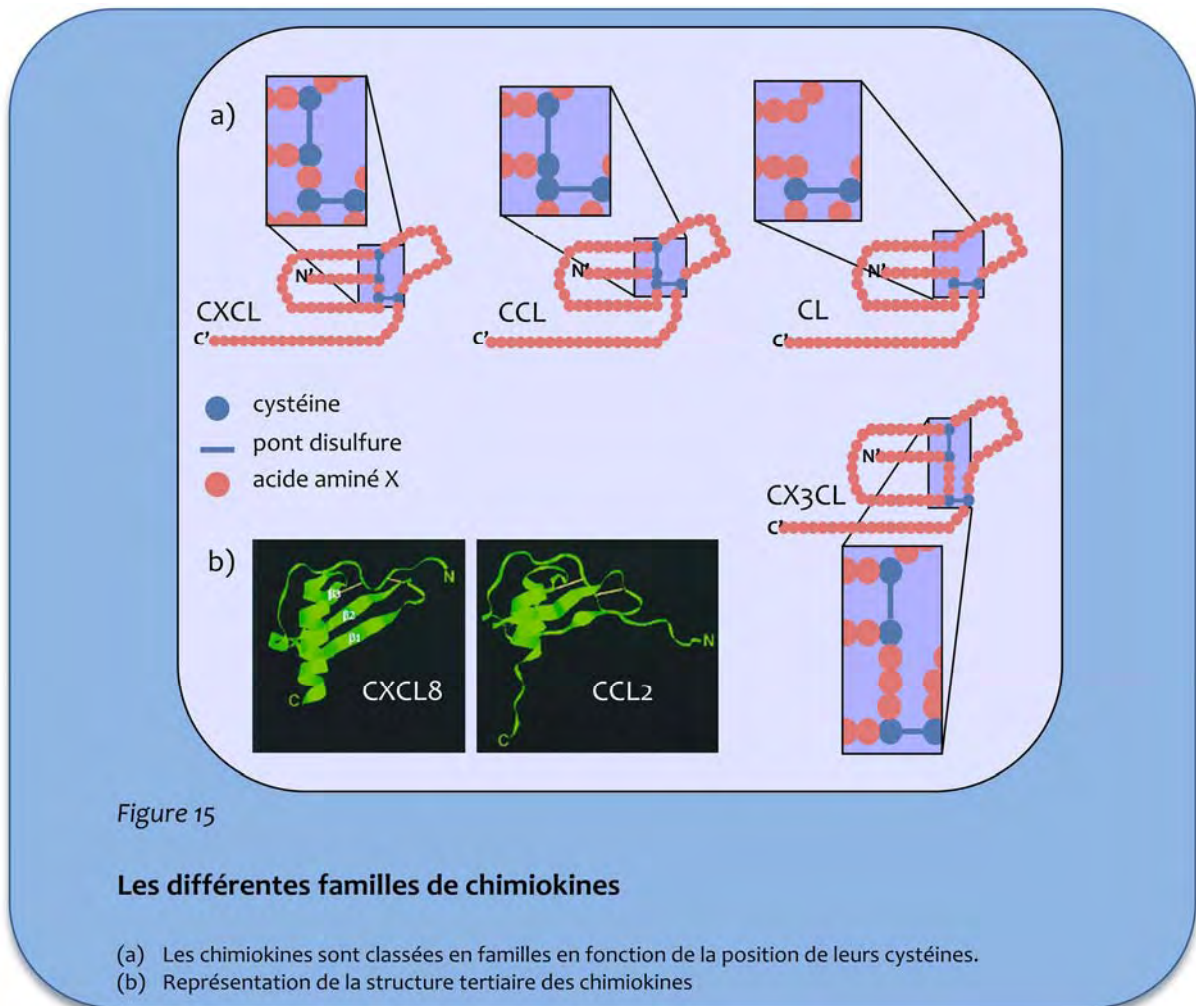 a)
N'
CXCL
C'
N'
CCL
C'
N'
CL
C'
cystéine
pont disulfure
acide aminé X
N'
CX3CL
C'
b)
N
β3
β2
β1
C
CXCL8
N
CCL2
C
Figure 15
Les différentes familles de chimiokines
(a) Les chimiokines sont classées en familles en fonction de la position de leurs cystéines.
(b) Représentation de la structure tertiaire des chimiokines